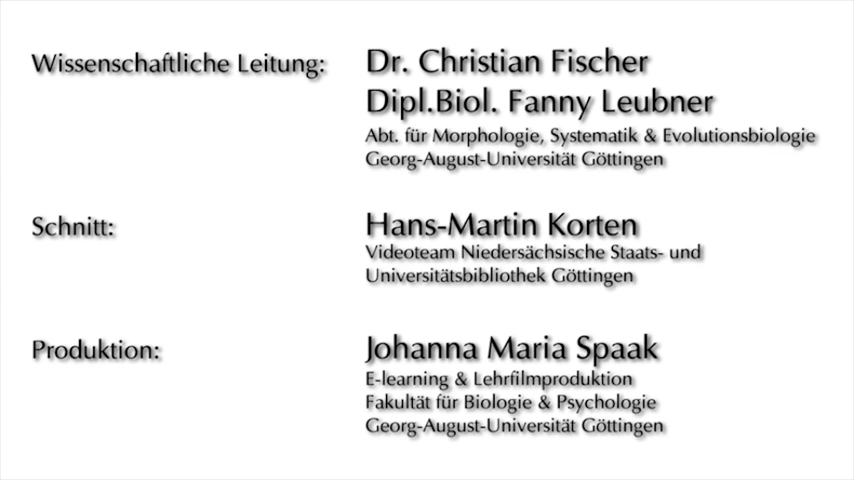 Wissenschaftliche Leitung: Dr. Christian Fischer
Dipl.Biol. Fanny Leubner
Abt. für Morphologie, Systematik & Evolutionsbiologie
Georg-August-Universität Göttingen
Schnitt: Hans-Martin Korten
Videoteam Niedersächsische Staats- und
Universitätsbibliothek Göttingen
Produktion: Johanna Maria Spaak
E-learning & Lehrfilmproduktion
Fakultät für Biologie & Psychologie
Georg-August-Universität Göttingen